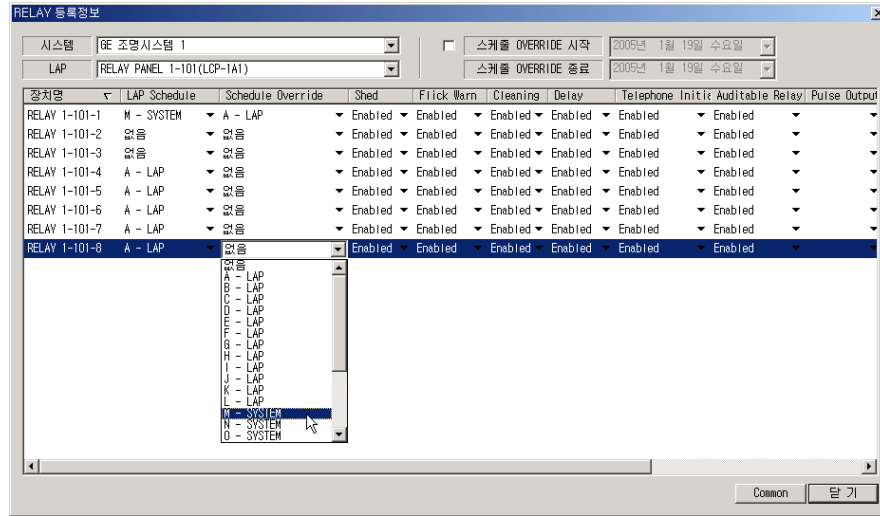 RELAY 등록정보
시스템 GE 조명시스템 1 스케줄 OVERRIDE 시작 2005년 1월 19일 수요일
LAP RELAY PANEL 1-101(LCP-1A1) 스케줄 OVERRIDE 종료 2005년 1월 19일 수요일
장치명 LAP Schedule Schedule Override Shed Flick Warn Cleaning Delay Telephone Initia Auditable Relay Pulse Output
RELAY 1-101-1 M - SYSTEM A - LAP Enabled Enabled Enabled Enabled Enabled Enabled
RELAY 1-101-2 없음 없음 Enabled Enabled Enabled Enabled Enabled Enabled
RELAY 1-101-3 없음 없음 Enabled Enabled Enabled Enabled Enabled Enabled
RELAY 1-101-4 A - LAP 없음 Enabled Enabled Enabled Enabled Enabled Enabled
RELAY 1-101-5 A - LAP 없음 Enabled Enabled Enabled Enabled Enabled Enabled
RELAY 1-101-6 A - LAP 없음 Enabled Enabled Enabled Enabled Enabled Enabled
RELAY 1-101-7 A - LAP 없음 Enabled Enabled Enabled Enabled Enabled Enabled
RELAY 1-101-8 A - LAP 없음 Enabled Enabled Enabled Enabled Enabled Enabled
없음
A - LAP
B - LAP
C - LAP
D - LAP
E - LAP
F - LAP
G - LAP
H - LAP
I - LAP
J - LAP
K - LAP
L - LAP
M - SYSTEM
N - SYSTEM
O - SYSTEM
Common 닫 기